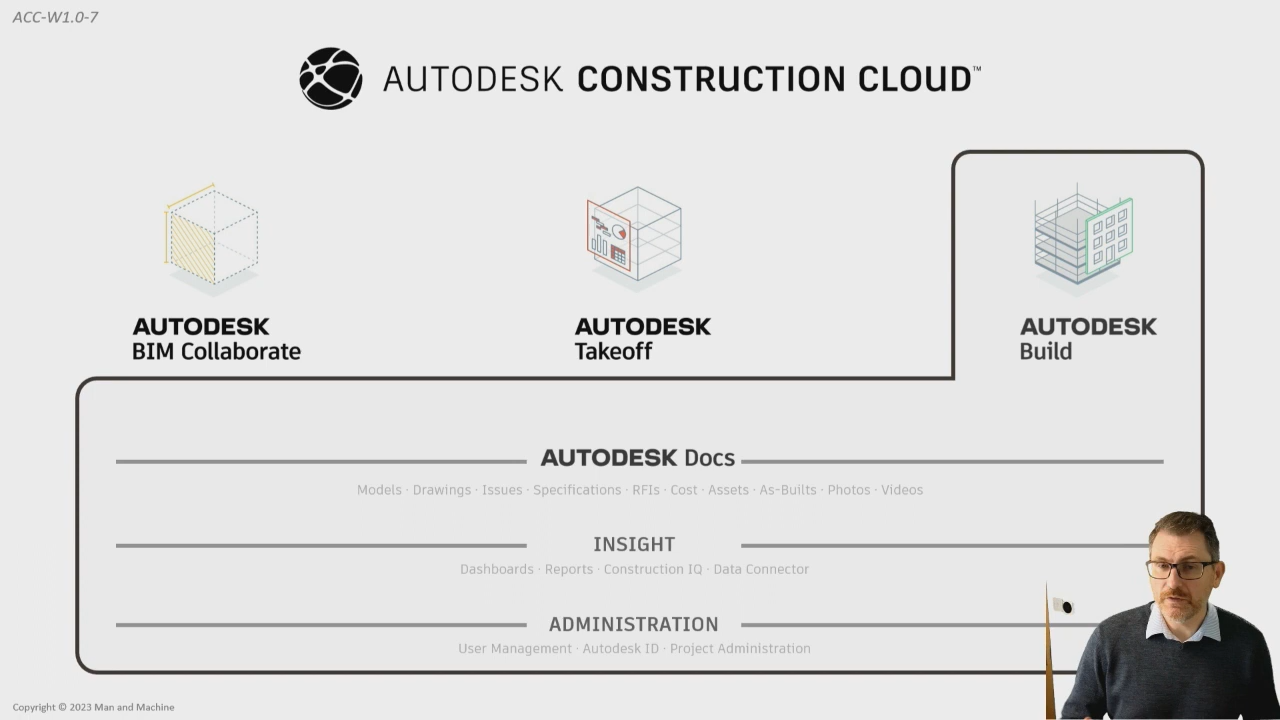 ACC-W1.0-7
AUTODESK CONSTRUCTION CLOUD™
AUTODESK
BIM Collaborate
AUTODESK
Takeoff
AUTODESK
Build
AUTODESK Docs
Models · Drawings · Issues · Specifications · RFIs · Cost · Assets · As-Builts · Photos · Videos
INSIGHT
Dashboards · Reports · Construction IQ · Data Connector
ADMINISTRATION
User Management · Autodesk ID · Project Administration
Copyright © 2023 Man and Machine